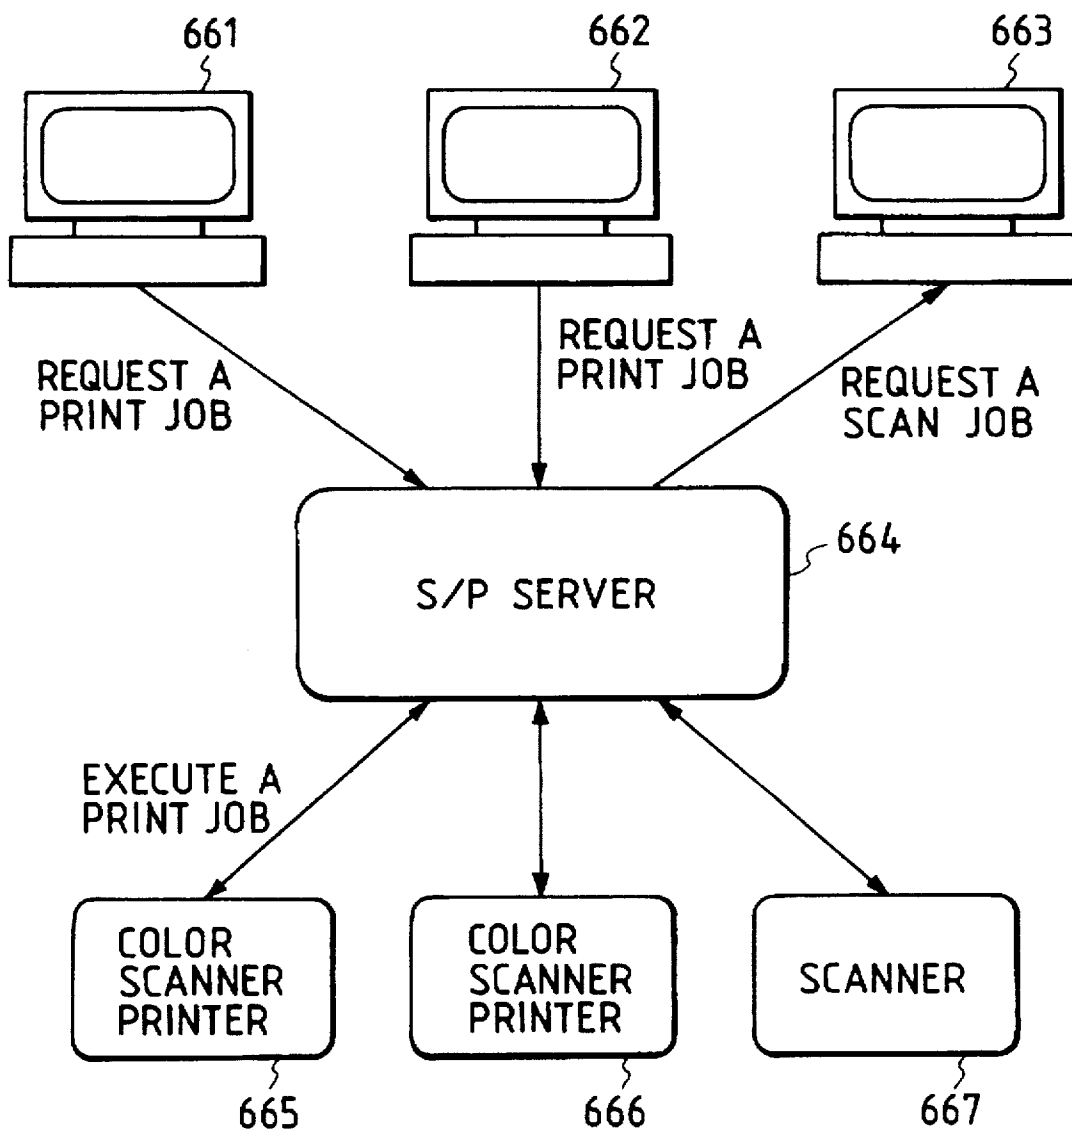 661
662
663
REQUEST A
PRINT JOB
REQUEST A
PRINT JOB
REQUEST A
SCAN JOB
664
S/P SERVER
EXECUTE A
PRINT JOB
COLOR
SCANNER
PRINTER
COLOR
SCANNER
PRINTER
SCANNER
665
666
667